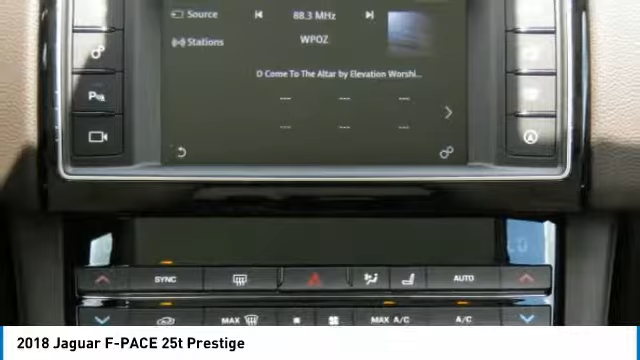 Source 88.3 MHz
Stations WPOZ
O Come To The Altar by Elevation Worshi...
--- --- ---
--- --- ---
SYNC AUTO
MAX MAX A/C A/C
2018 Jaguar F-PACE 25t Prestige